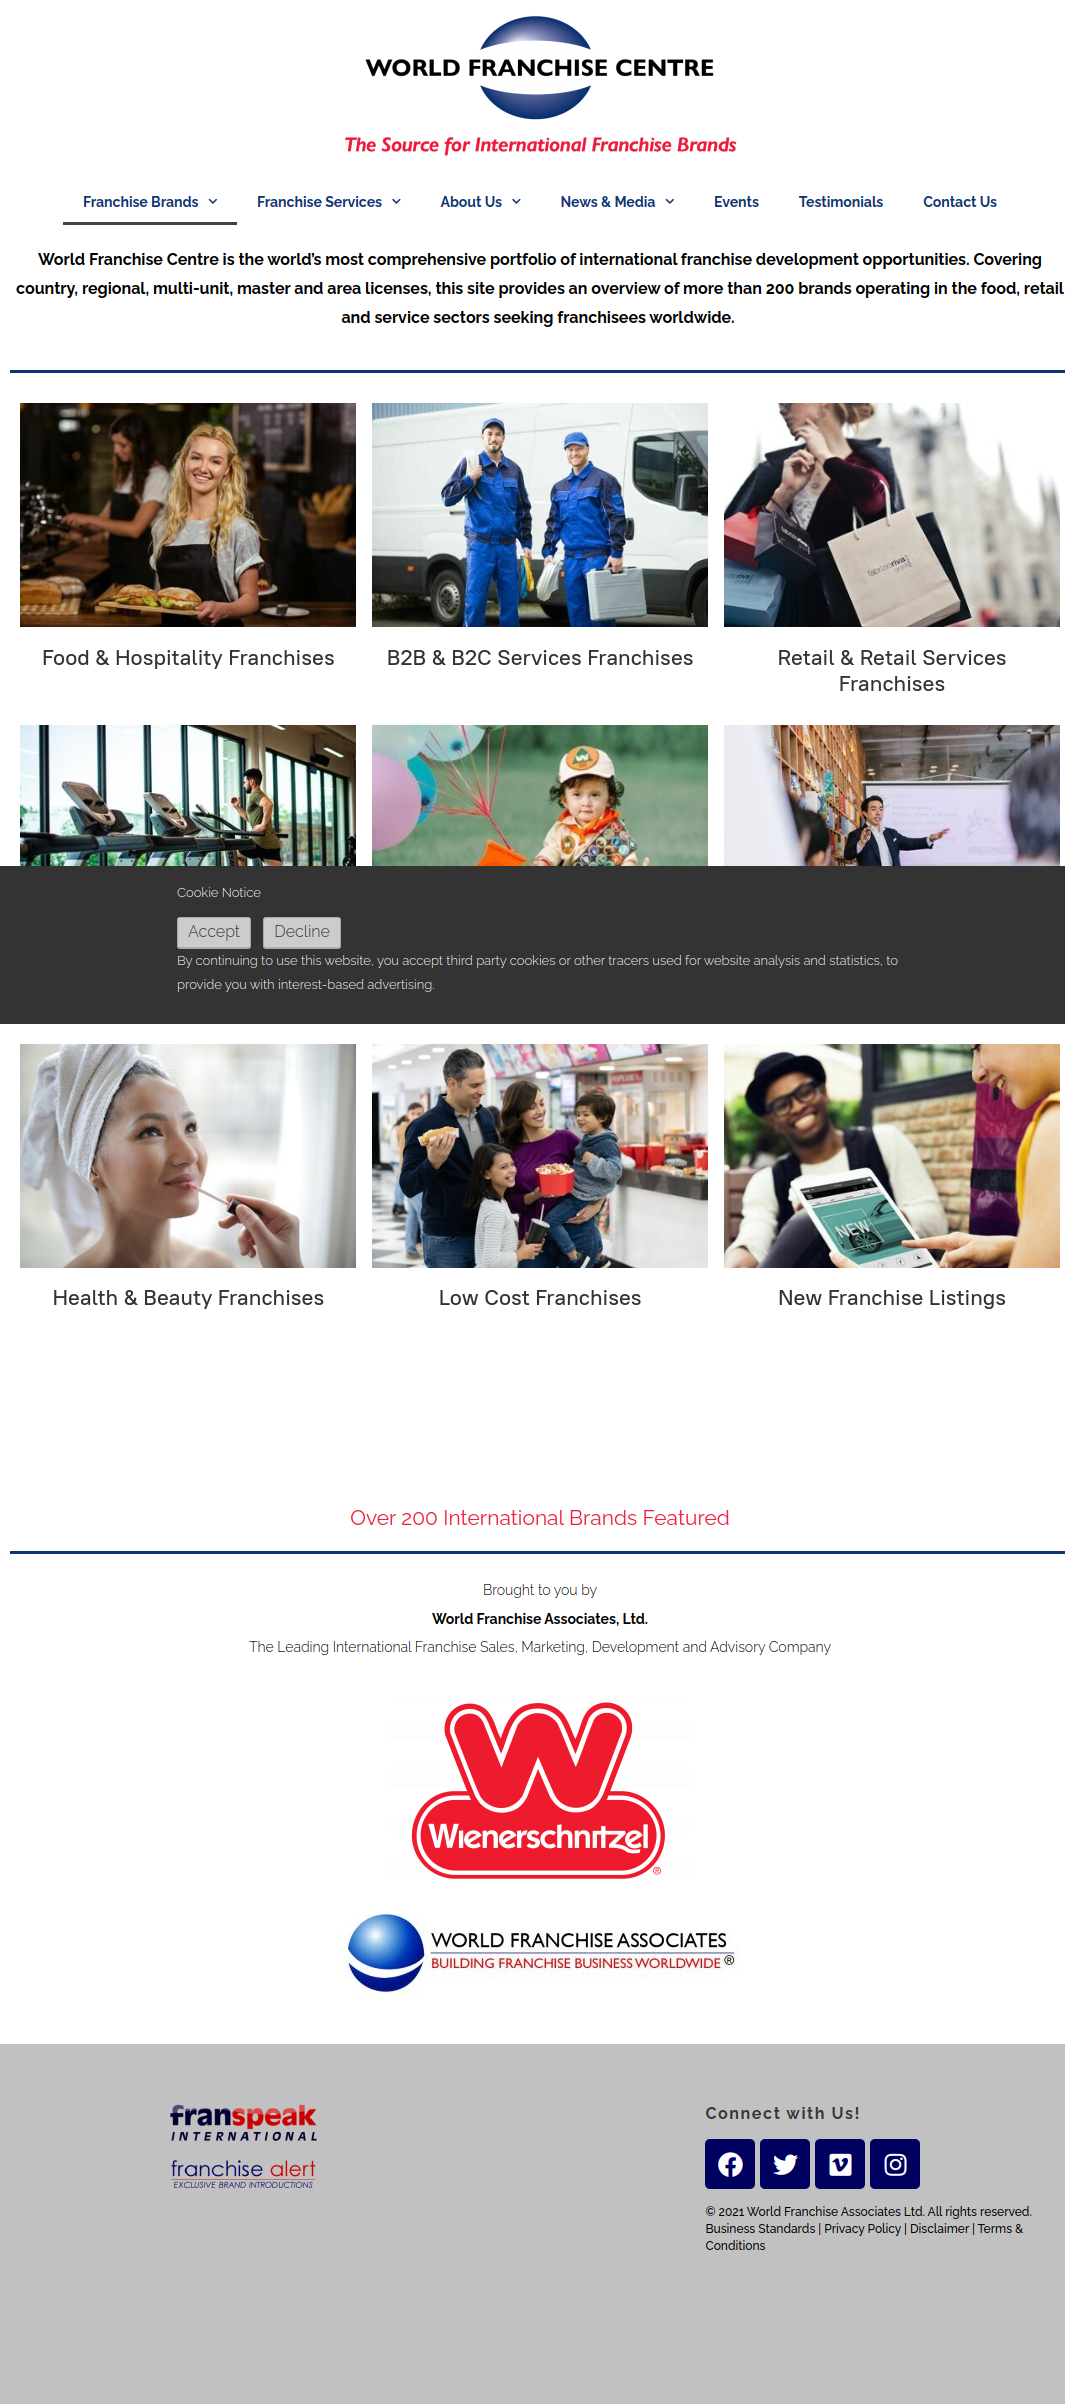 WORLD FRANCHISE CENTRE
The Source for International Franchise Brands
Franchise Brands
Franchise Services
About Us
News & Media
Events
Testimonials
Contact Us
World Franchise Centre is the world's most comprehensive portfolio of international franchise development opportunities. Covering
country, regional, multi-unit, master and area licenses, this site provides an overview of more than 200 brands operating in the food, retail
and service sectors seeking franchisees worldwide.
fabrizioriva
fabrizioriva
Food & Hospitality Franchises
B2B & B2C Services Franchises
Retail & Retail Services
Franchises
W
Cookie Notice
Accept
Decline
By continuing to use this website, you accept third party cookies or other tracers used for website analysis and statistics, to
provide you with interest-based advertising.
NEW
Health & Beauty Franchises
Low Cost Franchises
New Franchise Listings
Over 200 International Brands Featured
Brought to you by
World Franchise Associates, Ltd.
The Leading International Franchise Sales, Marketing, Development and Advisory Company
W
Wienerschnitzel
®
WORLD FRANCHISE ASSOCIATES
BUILDING FRANCHISE BUSINESS WORLDWIDE ®
franspeak
INTERNATIONAL
franchise alert
EXCLUSIVE BRAND INTRODUCTIONS
Connect with Us!
© 2021 World Franchise Associates Ltd. All rights reserved.
Business Standards | Privacy Policy | Disclaimer | Terms &
Conditions